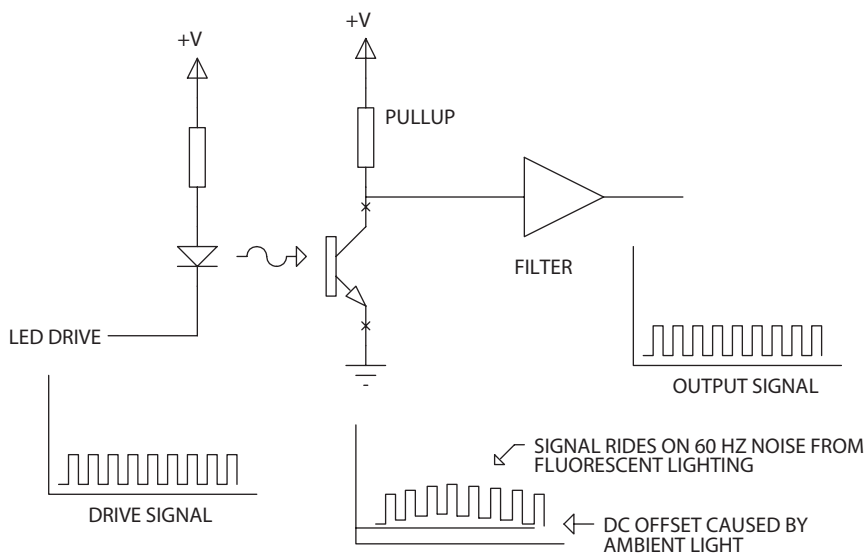 +V
+V
PULLUP
FILTER
LED DRIVE
OUTPUT SIGNAL
DRIVE SIGNAL
SIGNAL RIDES ON 60 HZ NOISE FROM
FLUORESCENT LIGHTING
DC OFFSET CAUSED BY
AMBIENT LIGHT